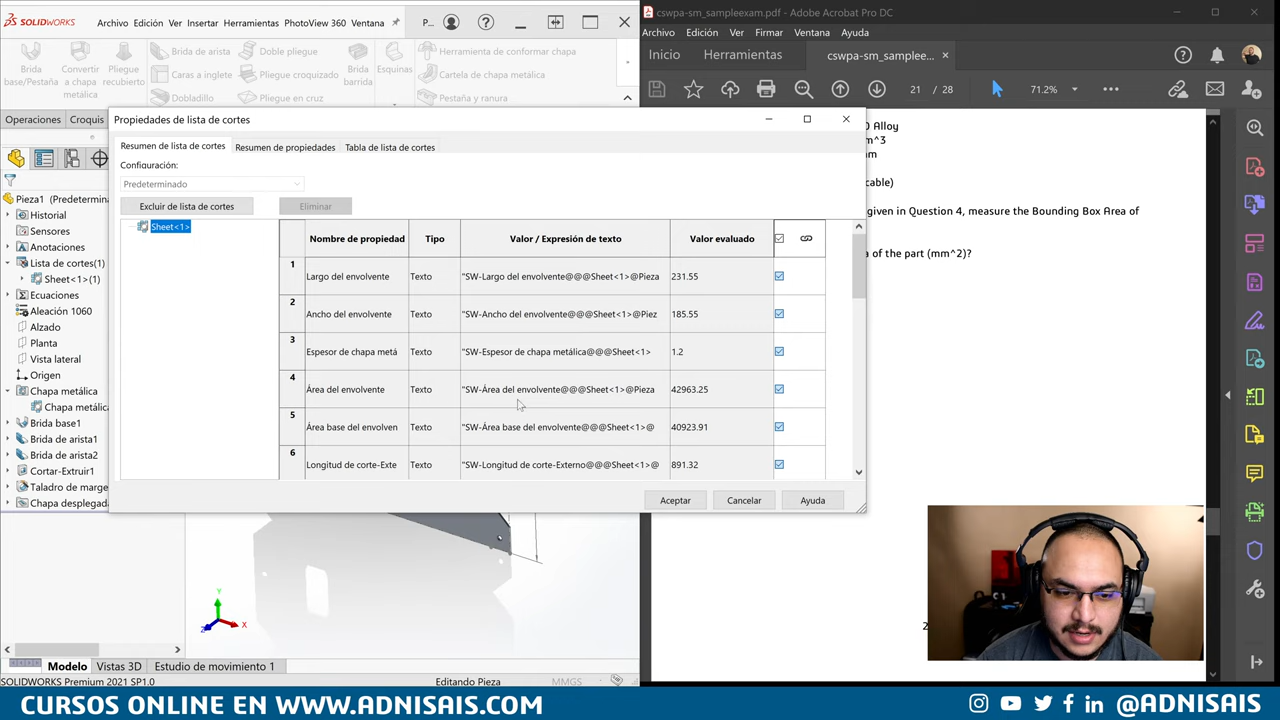 SOLIDWORKS
Archivo Edición Ver Insertar Herramientas PhotoView 360 Ventana
P...
Brida base/Pestaña
Convertir a chapa metálica
Pliegue recubierto
Brida de arista
Caras a inglete
Dobladillo
Doble pliegue
Pliegue croquizado
Pliegue en cruz
Brida barrida
Esquinas
Herramienta de conformar chapa
Cartela de chapa metálica
Pestaña y ranura
Operaciones Croquis
Pieza1 (Predetermin
Historial
Sensores
Anotaciones
Lista de cortes(1)
Sheet<1>(1)
Ecuaciones
Aleación 1060
Alzado
Planta
Vista lateral
Origen
Chapa metálica
Chapa metálic
Brida base1
Brida de arista1
Brida de arista2
Cortar-Extruir1
Taladro de marge
Chapa desplegada
Propiedades de lista de cortes
Resumen de lista de cortes Resumen de propiedades Tabla de lista de cortes
Configuración:
Predeterminado
Excluir de lista de cortes Eliminar
Sheet<1>
Nombre de propiedad Tipo Valor / Expresión de texto Valor evaluado
1 Largo del envolvente Texto "SW-Largo del envolvente@@@Sheet<1>@Pieza 231.55
2 Ancho del envolvente Texto "SW-Ancho del envolvente@@@Sheet<1>@Piez 185.55
3 Espesor de chapa metá Texto "SW-Espesor de chapa metálica@@@Sheet<1> 1.2
4 Área del envolvente Texto "SW-Área del envolvente@@@Sheet<1>@Pieza 42963.25
5 Área base del envolven Texto "SW-Área base del envolvente@@@Sheet<1>@ 40923.91
6 Longitud de corte-Exte Texto "SW-Longitud de corte-Externo@@@Sheet<1>@ 891.32
Aceptar Cancelar Ayuda
Y
Z
X
Modelo Vistas 3D Estudio de movimiento 1
SOLIDWORKS Premium 2021 SP1.0 Editando Pieza MMGS
cswpa-sm_sampleexam.pdf - Adobe Acrobat Pro DC
Archivo Edición Ver Firmar Ventana Ayuda
Inicio Herramientas cswpa-sm_samplee...
21 / 28 71.2%
0 Alloy
m^3
am
cable)
given in Question 4, measure the Bounding Box Area of
a of the part (mm^2)?
2
CURSOS ONLINE EN WWW.ADNISAIS.COM
@ADNISAIS